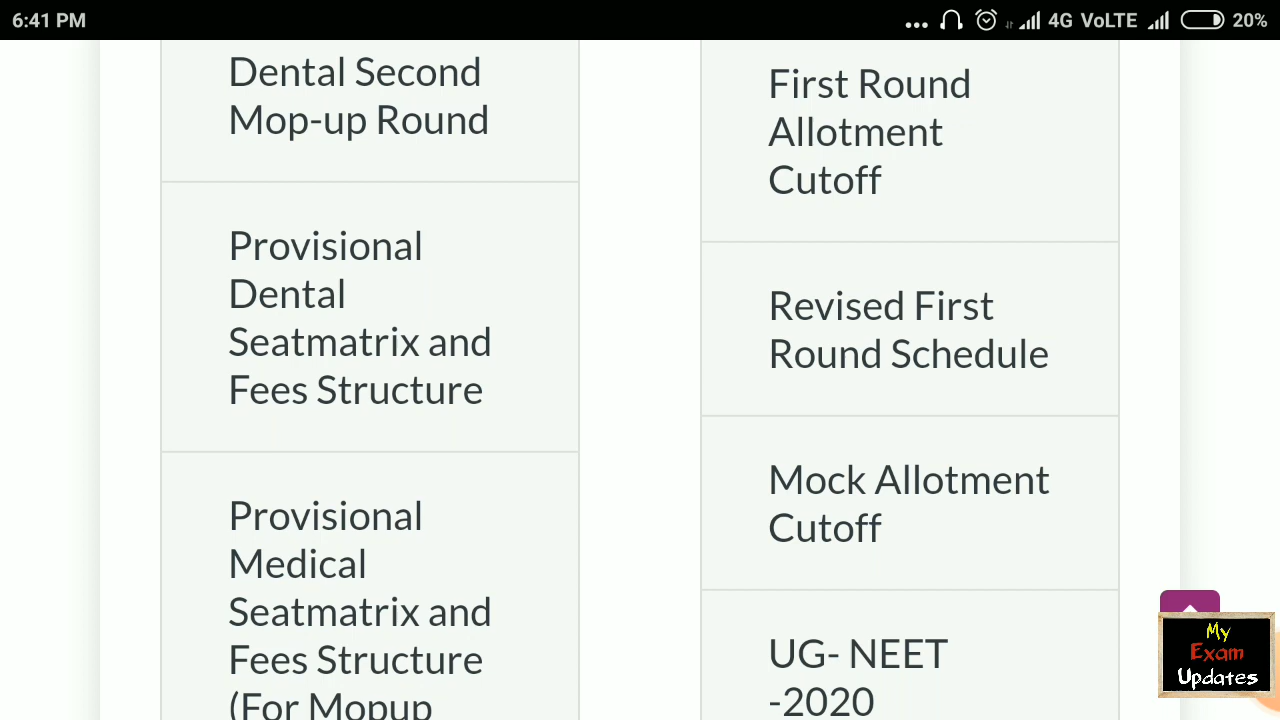 6:41 PM
4G VoLTE
20%
Dental Second
Mop-up Round
Provisional
Dental
Seatmatrix and
Fees Structure
Provisional
Medical
Seatmatrix and
Fees Structure
(For Mopup
First Round
Allotment
Cutoff
Revised First
Round Schedule
Mock Allotment
Cutoff
UG- NEET
-2020
My
Exam
Updates